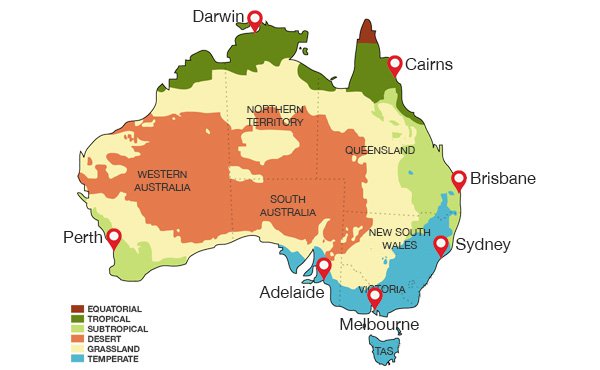 Darwin
Cairns
NORTHERN
TERRITORY
QUEENSLAND
WESTERN
AUSTRALIA
Brisbane
SOUTH
AUSTRALIA
Perth
NEW SOUTH
WALES
Sydney
Adelaide
VICTORIA
Melbourne
TAS
EQUATORIAL
TROPICAL
SUBTROPICAL
DESERT
GRASSLAND
TEMPERATE